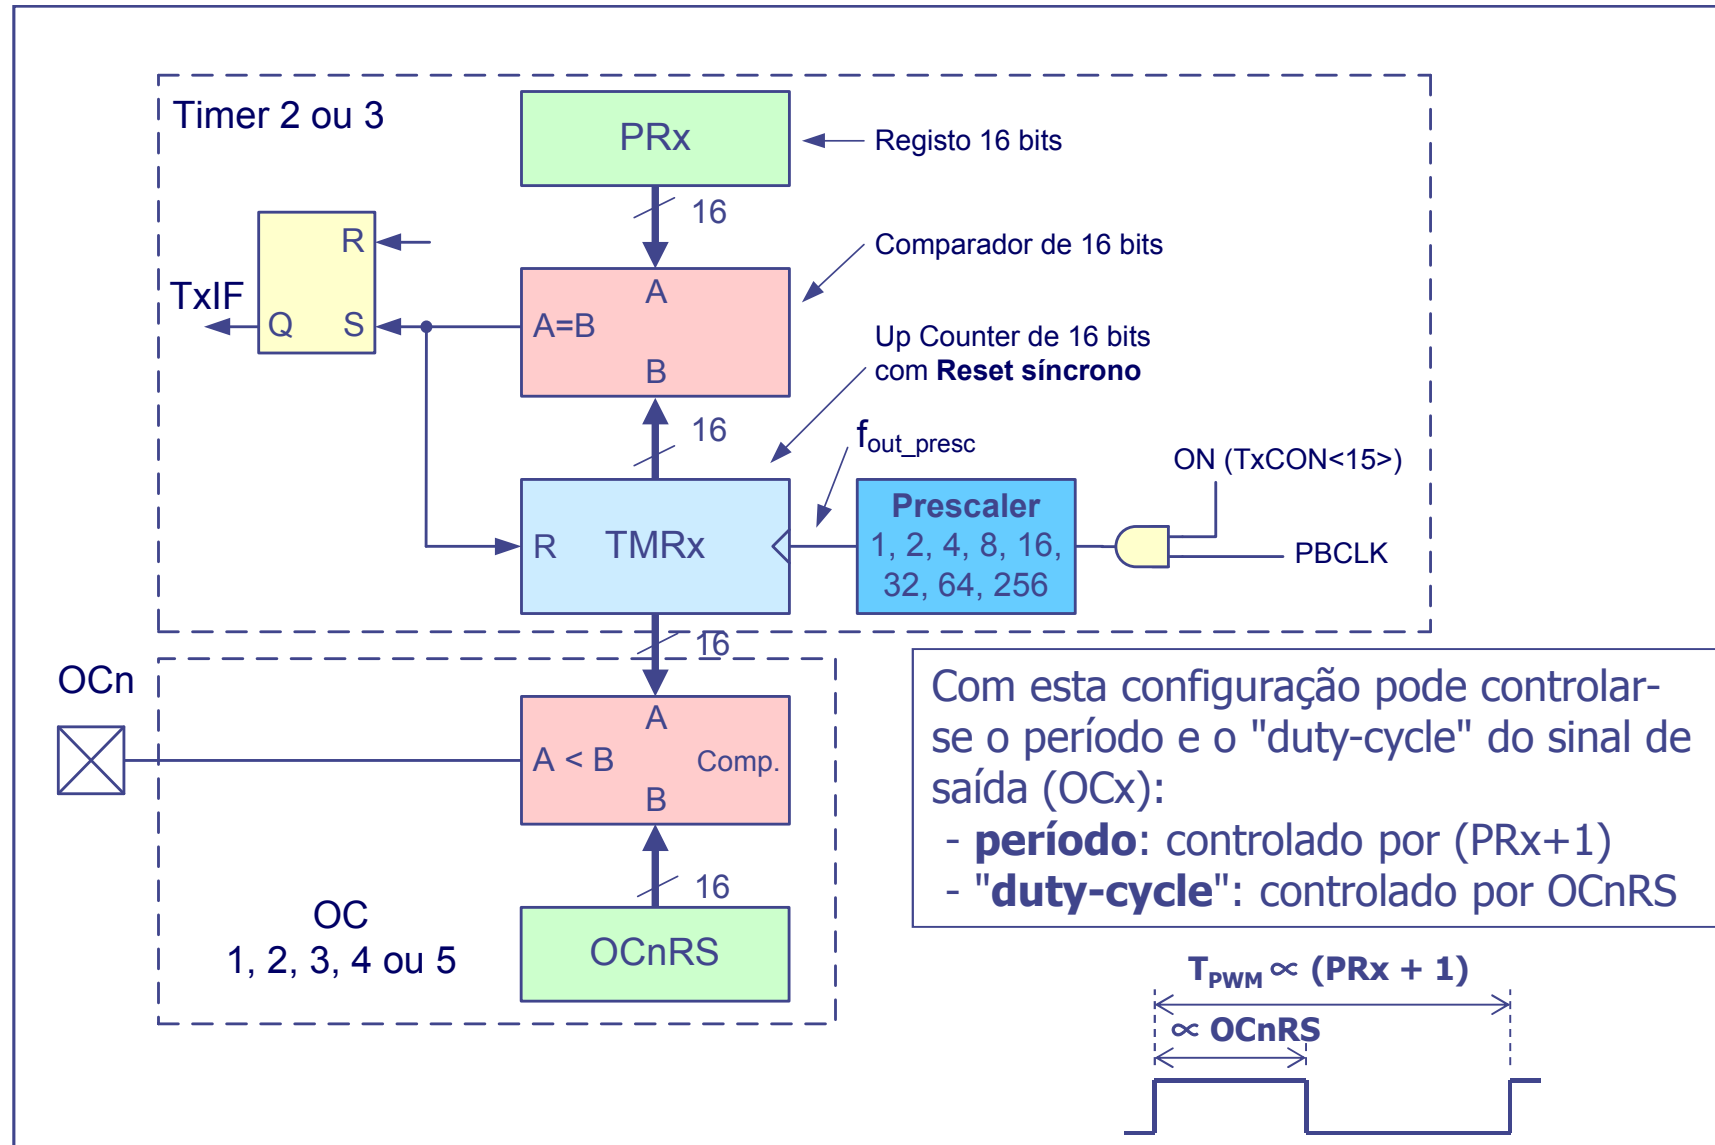 Timer 2 ou 3
PRx
Registo 16 bits
16
R
TxIF
Q
S
A
A=B
B
Comparador de 16 bits
Up Counter de 16 bits
com Reset síncrono
16
fout_presc
ON (TxCON<15>)
R
TMRx
Prescaler
1, 2, 4, 8, 16,
32, 64, 256
PBCLK
16
OCn
A
A < B
Comp.
B
16
OC
1, 2, 3, 4 ou 5
OCnRS
Com esta configuração pode controlar-
se o período e o "duty-cycle" do sinal de
saída (OCx):
- período: controlado por (PRx+1)
- "duty-cycle": controlado por OCnRS
TPWM ∝ (PRx + 1)
∝ OCnRS